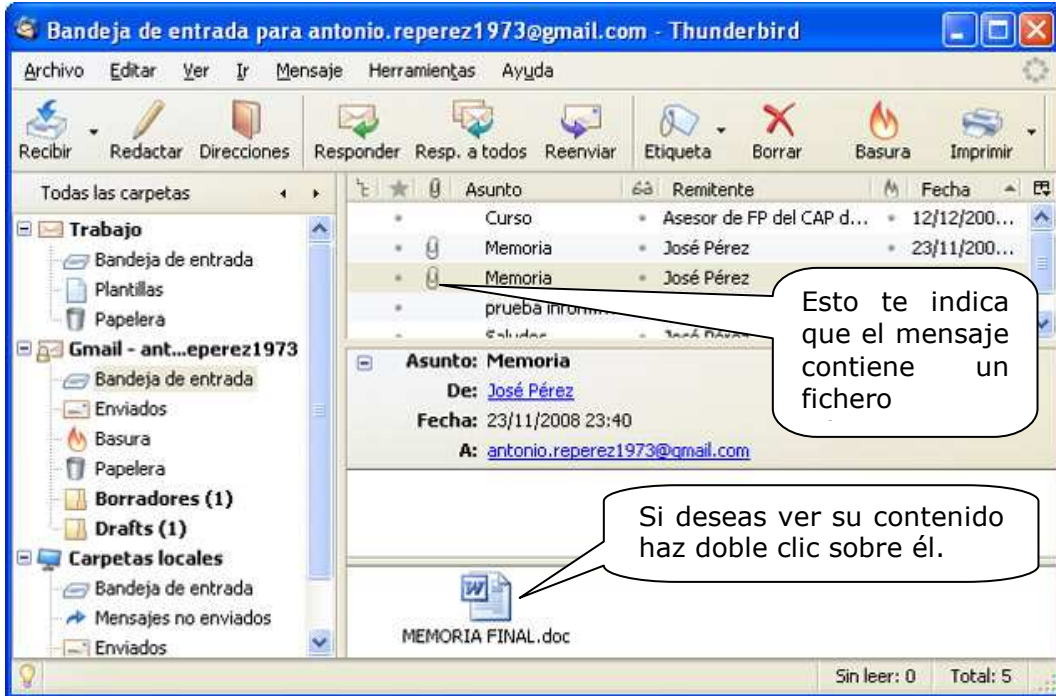 Bandeja de entrada para antonio.reperez1973@gmail.com - Thunderbird
Archivo Editar Ver Ir Mensaje Herramientas Ayuda
Recibir Redactar Direcciones Responder Resp. a todos Reenviar Etiqueta Borrar Basura Imprimir
Todas las carpetas
Trabajo
Bandeja de entrada
Plantillas
Papelera
Gmail - ant...eperez1973
Bandeja de entrada
Enviados
Basura
Papelera
Borradores (1)
Drafts (1)
Carpetas locales
Bandeja de entrada
Mensajes no enviados
Enviados
Asunto Remitente Fecha
Curso Asesor de FP del CAP d... 12/12/200...
Memoria José Pérez 23/11/200...
Memoria José Pérez
prueba
Saludos José Pérez
Esto te indica
que el mensaje
contiene un
fichero
Asunto: Memoria
De: José Pérez
Fecha: 23/11/2008 23:40
A: antonio.reperez1973@gmail.com
Si deseas ver su contenido
haz doble clic sobre él.
MEMORIA FINAL.doc
Sin leer: 0 Total: 5